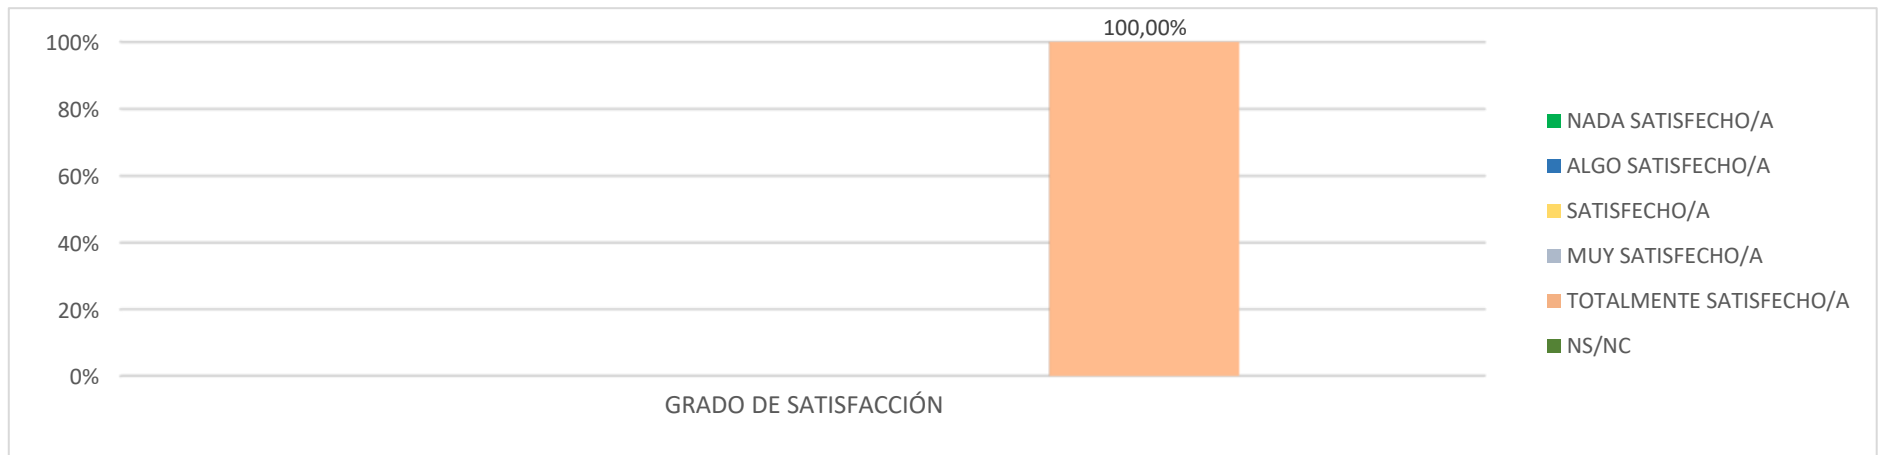 100,00%
100%
80%
60%
40%
20%
0%
GRADO DE SATISFACCIÓN
NADA SATISFECHO/A
ALGO SATISFECHO/A
SATISFECHO/A
MUY SATISFECHO/A
TOTALMENTE SATISFECHO/A
NS/NC